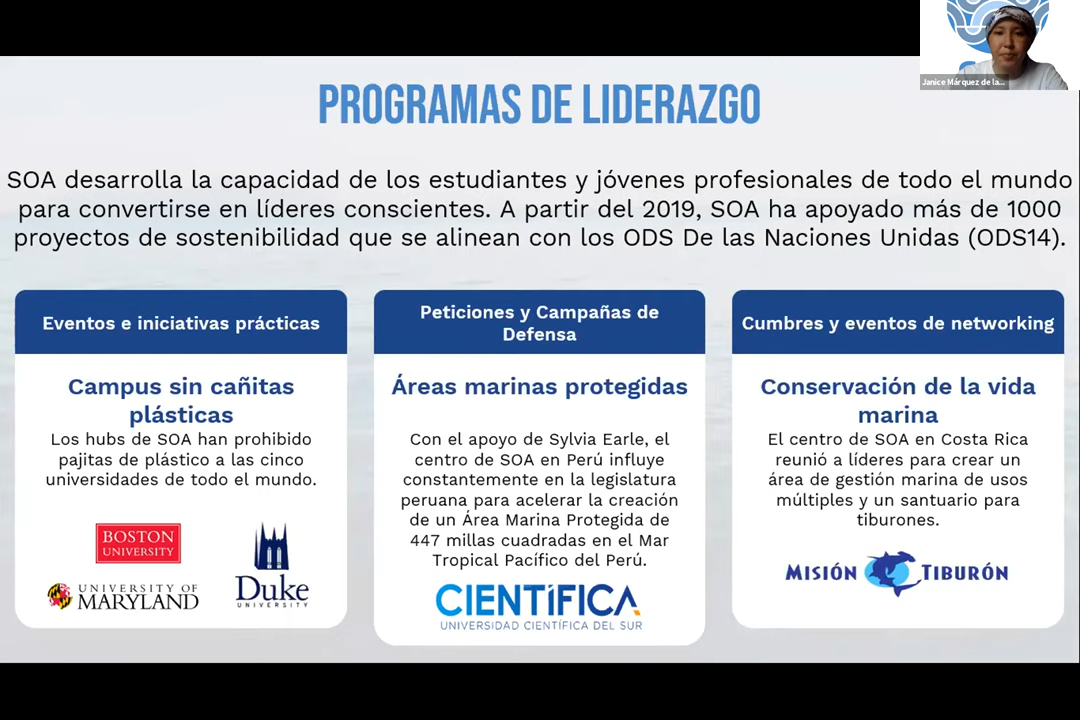 Janice Márquez de la...
PROGRAMAS DE LIDERAZGO
SOA desarrolla la capacidad de los estudiantes y jóvenes profesionales de todo el mundo
para convertirse en líderes conscientes. A partir del 2019, SOA ha apoyado más de 1000
proyectos de sostenibilidad que se alinean con los ODS De las Naciones Unidas (ODS14).
Eventos e iniciativas prácticas
Campus sin cañitas
plásticas
Los hubs de SOA han prohibido
pajitas de plástico a las cinco
universidades de todo el mundo.
BOSTON
UNIVERSITY
UNIVERSITY OF
MARYLAND
Duke
UNIVERSITY
Peticiones y Campañas de
Defensa
Áreas marinas protegidas
Con el apoyo de Sylvia Earle, el
centro de SOA en Perú influye
constantemente en la legislatura
peruana para acelerar la creación
de un Área Marina Protegida de
447 millas cuadradas en el Mar
Tropical Pacífico del Perú.
CIENTÍFICA
UNIVERSIDAD CIENTÍFICA DEL SUR
Cumbres y eventos de networking
Conservación de la vida
marina
El centro de SOA en Costa Rica
reunió a líderes para crear un
área de gestión marina de usos
múltiples y un santuario para
tiburones.
MISIÓN TIBURÓN